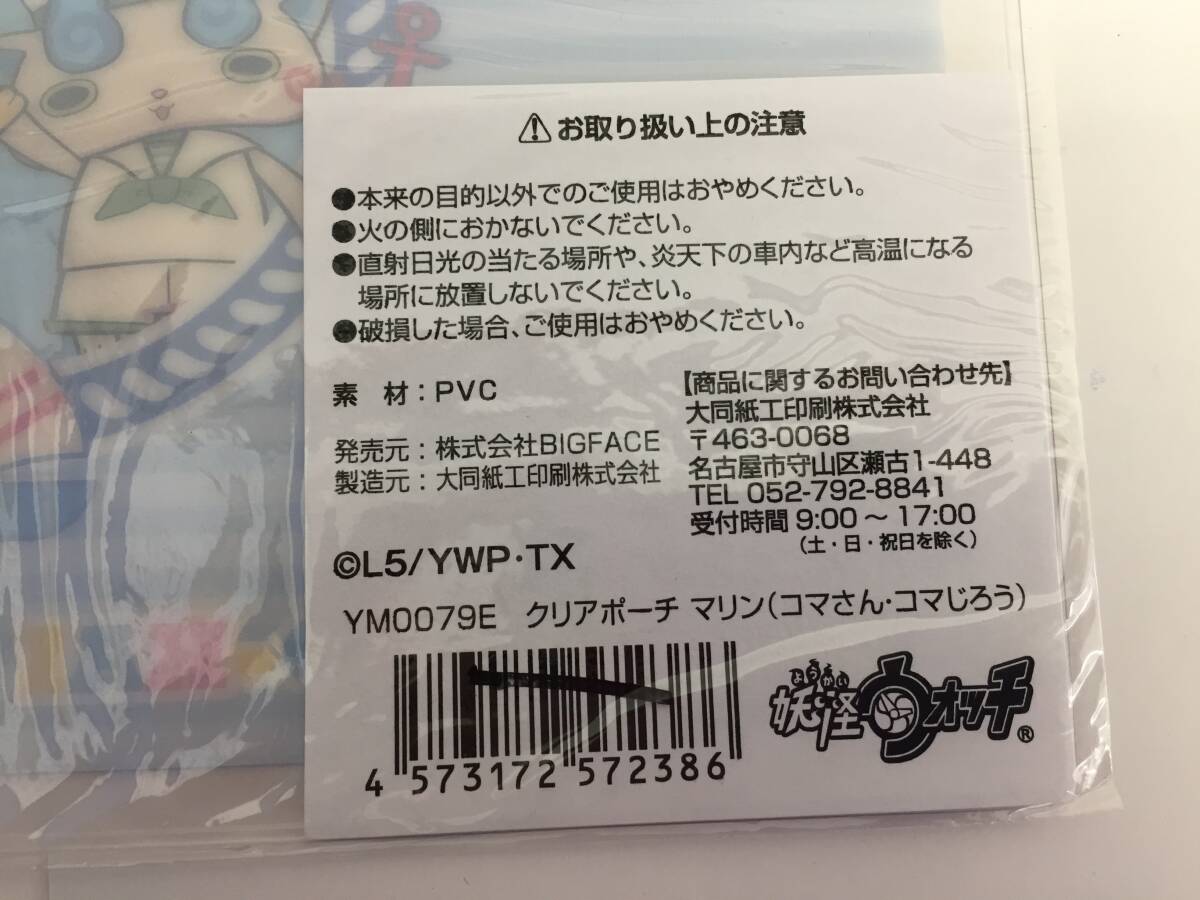 ⚠お取り扱い上の注意
●本来の目的以外でのご使用はおやめください。
●火の側におかないでください。
●直射日光の当たる場所や、炎天下の車内など高温になる
場所に放置しないでください。
●破損した場合、ご使用はおやめください。
素 材：PVC
発売元：株式会社BIGFACE
製造元：大同紙工印刷株式会社
【商品に関するお問い合わせ先】
大同紙工印刷株式会社
〒463-0068
名古屋市守山区瀬古1-448
TEL 052-792-8841
受付時間 9:00～17:00
（土・日・祝日を除く）
©L5/YWP・TX
YM0079E クリアポーチ マリン（コマさん・コマじろう）
4 573172 572386
ようかい
妖怪ウォッチ®